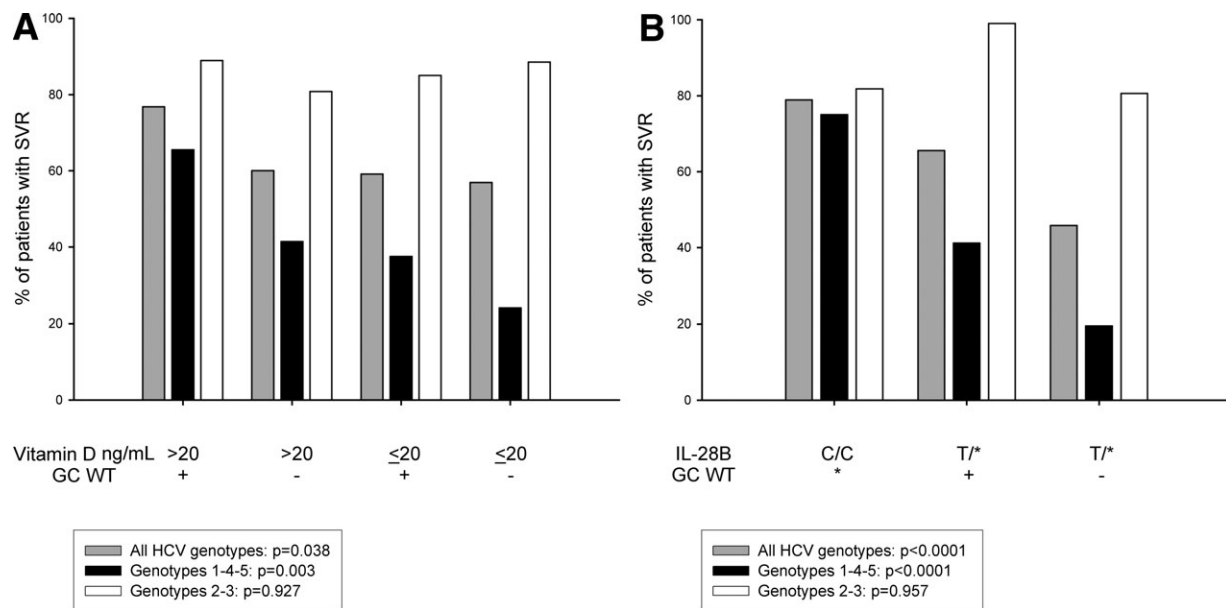 A
% of patients with SVR
100
80
60
40
20
0
Vitamin D ng/mL >20 >20 ≤20 ≤20
GC WT + - + -
All HCV genotypes: p=0.038
Genotypes 1-4-5: p=0.003
Genotypes 2-3: p=0.927
B
% of patients with SVR
100
80
60
40
20
0
IL-28B C/C T/* T/*
GC WT * + -
All HCV genotypes: p<0.0001
Genotypes 1-4-5: p<0.0001
Genotypes 2-3: p=0.957